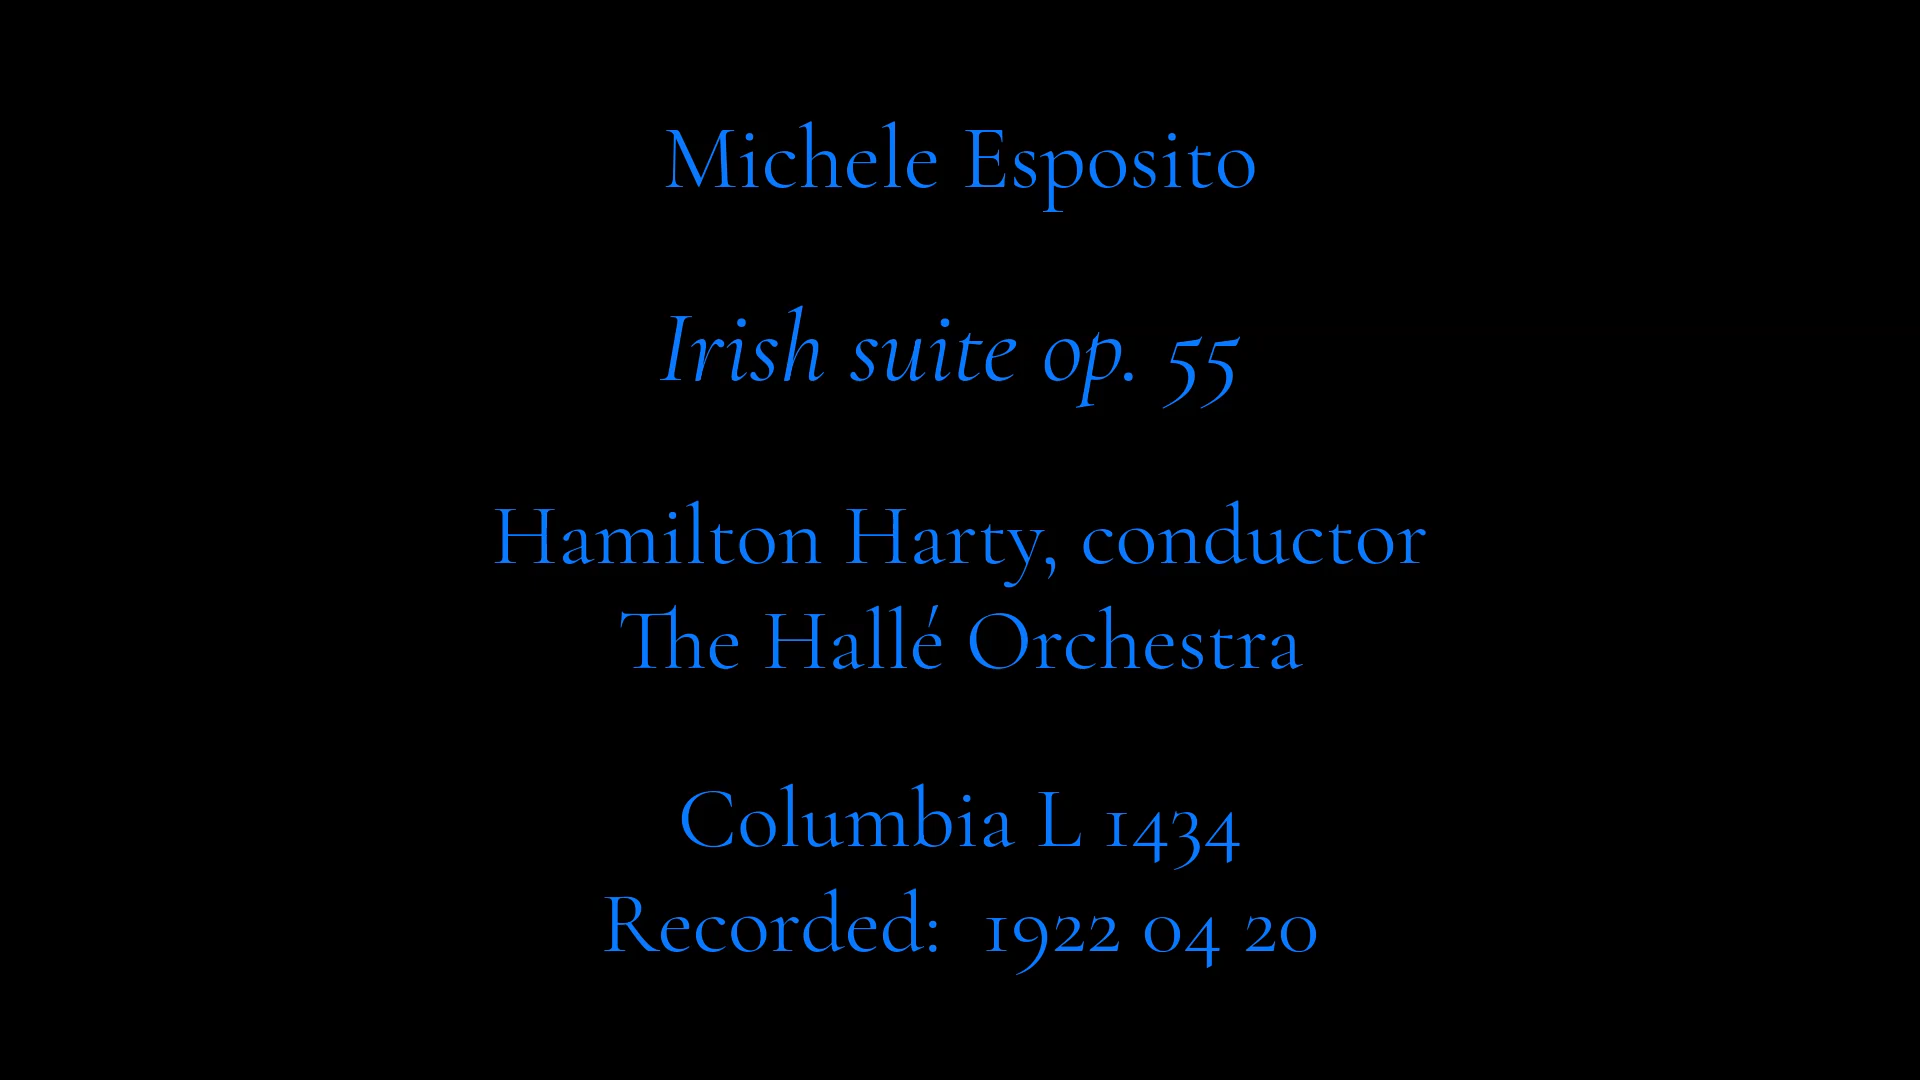 Michele Esposito
Irish suite op. 55
Hamilton Harty, conductor
The Hallé Orchestra
Columbia L 1434
Recorded:  1922 04 20